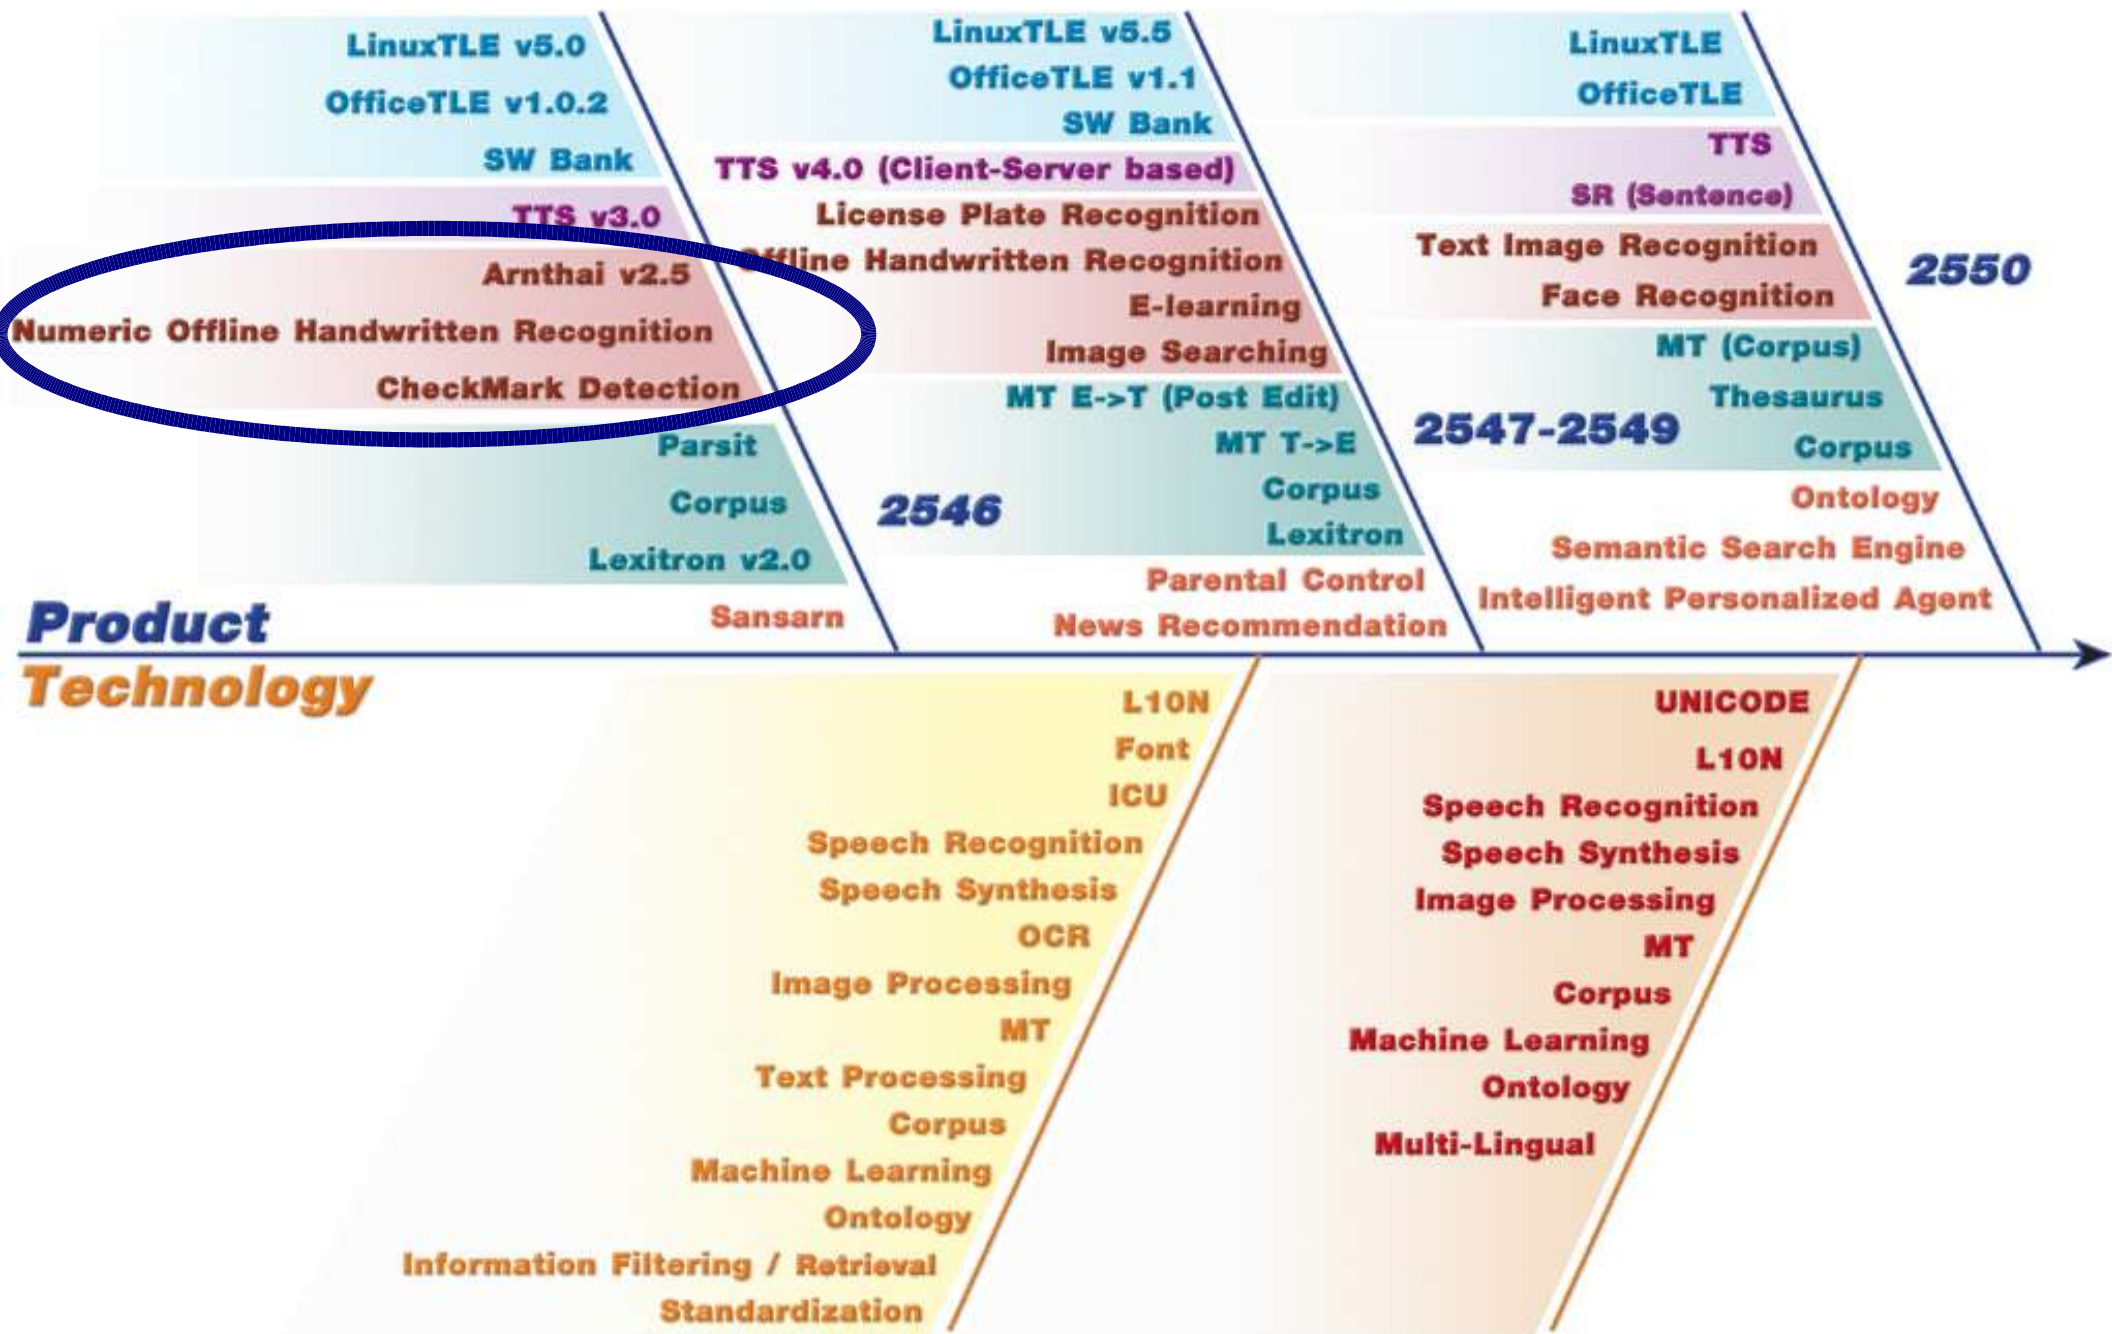 LinuxTLE v5.0
OfficeTLE v1.0.2
SW Bank
TTS v3.0
Arnthai v2.5
Numeric Offline Handwritten Recognition
CheckMark Detection
Parsit
Corpus
Lexitron v2.0
Sansarn
2546
LinuxTLE v5.5
OfficeTLE v1.1
SW Bank
TTS v4.0 (Client-Server based)
License Plate Recognition
Offline Handwritten Recognition
E-learning
Image Searching
MT E->T (Post Edit)
MT T->E
Corpus
Lexitron
Parental Control
News Recommendation
2547-2549
LinuxTLE
OfficeTLE
TTS
SR (Sentence)
Text Image Recognition
Face Recognition
MT (Corpus)
Thesaurus
Corpus
Ontology
Semantic Search Engine
Intelligent Personalized Agent
2550
Product
Technology
L10N
Font
ICU
Speech Recognition
Speech Synthesis
OCR
Image Processing
MT
Text Processing
Corpus
Machine Learning
Ontology
Information Filtering / Retrieval
Standardization
UNICODE
L10N
Speech Recognition
Speech Synthesis
Image Processing
MT
Corpus
Machine Learning
Ontology
Multi-Lingual